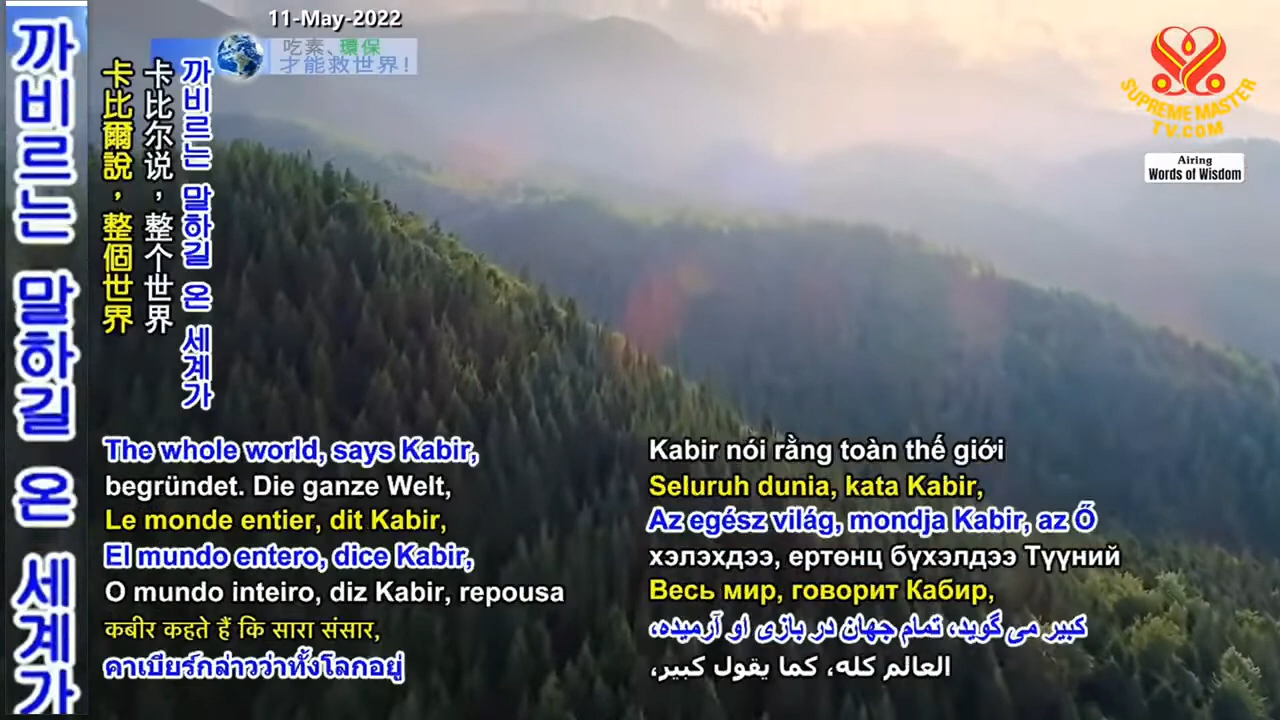 11-May-2022
吃素、環保
才能救世界!
SUPREME MASTER
TV.COM
Airing
Words of Wisdom
까비르는 말하길 온 세계가
卡比爾說，整個世界
卡比尔说，整个世界
까비르는 말하길 온 세계가
The whole world, says Kabir,
begründet. Die ganze Welt,
Le monde entier, dit Kabir,
El mundo entero, dice Kabir,
O mundo inteiro, diz Kabir, repousa
कबीर कहते हैं कि सारा संसार,
คาเบียร์กล่าวว่าทั้งโลกอยู่
Kabir nói rằng toàn thế giới
Seluruh dunia, kata Kabir,
Az egész világ, mondja Kabir, az Ő
хэлэхдээ, ертөнц бүхэлдээ Түүний
Весь мир, говорит Кабир,
کبیر می گوید، تمام جهان در بازی او آرمیده،
العالم كله، كما يقول كبير،